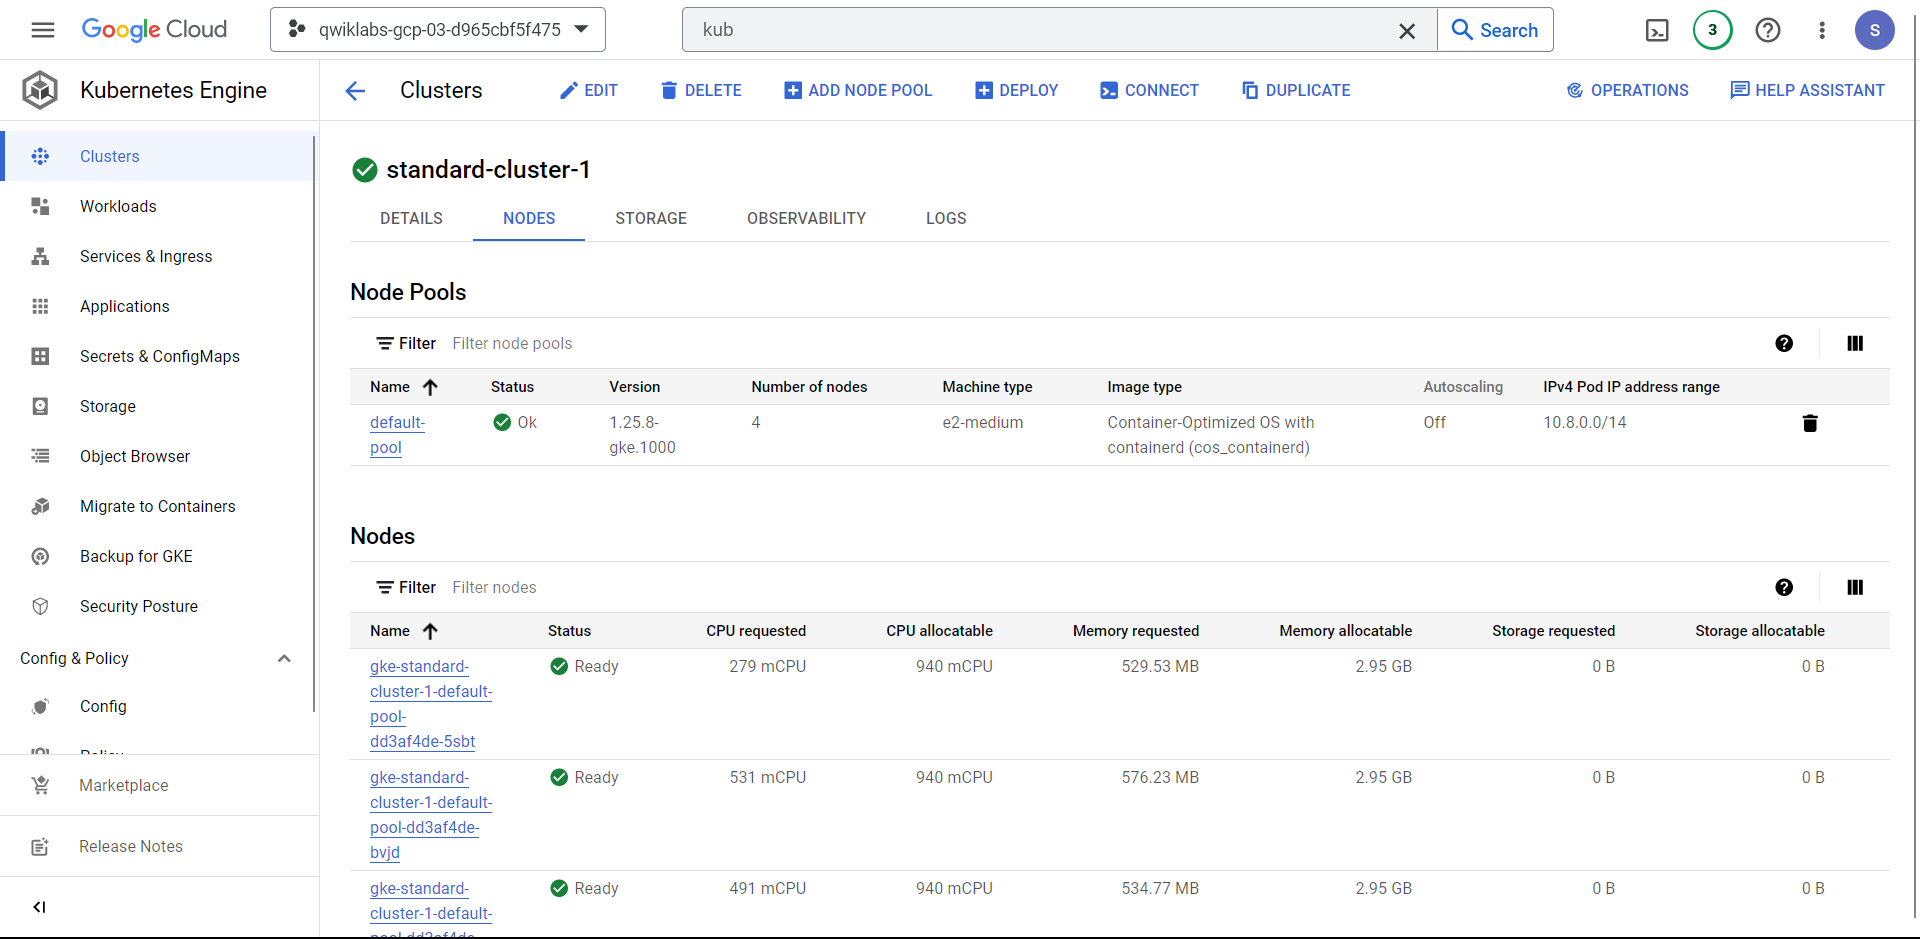 Google Cloud
qwiklabs-gcp-03-d965cbf5f475
kub
Search
3
S
Kubernetes Engine
Clusters
EDIT
DELETE
ADD NODE POOL
DEPLOY
CONNECT
DUPLICATE
OPERATIONS
HELP ASSISTANT
Clusters
Workloads
Services & Ingress
Applications
Secrets & ConfigMaps
Storage
Object Browser
Migrate to Containers
Backup for GKE
Security Posture
Config & Policy
Config
Policy
Marketplace
Release Notes
standard-cluster-1
DETAILS NODES STORAGE OBSERVABILITY LOGS
Node Pools
Filter Filter node pools
Name Status Version Number of nodes Machine type Image type Autoscaling IPv4 Pod IP address range
default- Ok 1.25.8- 4 e2-medium Container-Optimized OS with Off 10.8.0.0/14
pool gke.1000 containerd (cos_containerd)
Nodes
Filter Filter nodes
Name Status CPU requested CPU allocatable Memory requested Memory allocatable Storage requested Storage allocatable
gke-standard- Ready 279 mCPU 940 mCPU 529.53 MB 2.95 GB 0 B 0 B
cluster-1-default-
pool-
dd3af4de-5sbt
gke-standard- Ready 531 mCPU 940 mCPU 576.23 MB 2.95 GB 0 B 0 B
cluster-1-default-
pool-dd3af4de-
bvjd
gke-standard- Ready 491 mCPU 940 mCPU 534.77 MB 2.95 GB 0 B 0 B
cluster-1-default-
pool-dd3af4de-